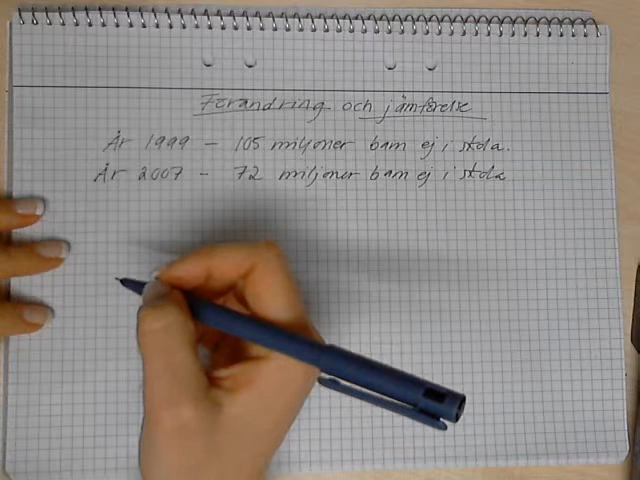 Förändring och jämförelse
År 1999 - 105 miljoner barn ej i skola.
År 2007 - 72 miljoner barn ej i skola